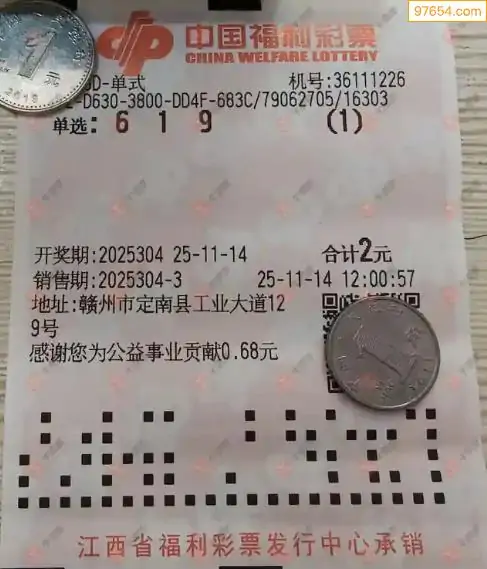 97654.com
中国福利彩票
CHINA WELFARE LOTTERY
D-单式 机号:36111226
-D630-3800-DD4F-683C/79062705/16303
单选: 6 1 9 (1)
开奖期:2025304 25-11-14 合计2元
销售期:2025304-3 25-11-14 12:00:57
地址:赣州市定南县工业大道12
9号
感谢您为公益事业贡献0.68元
江西省福利彩票发行中心承销
1
元